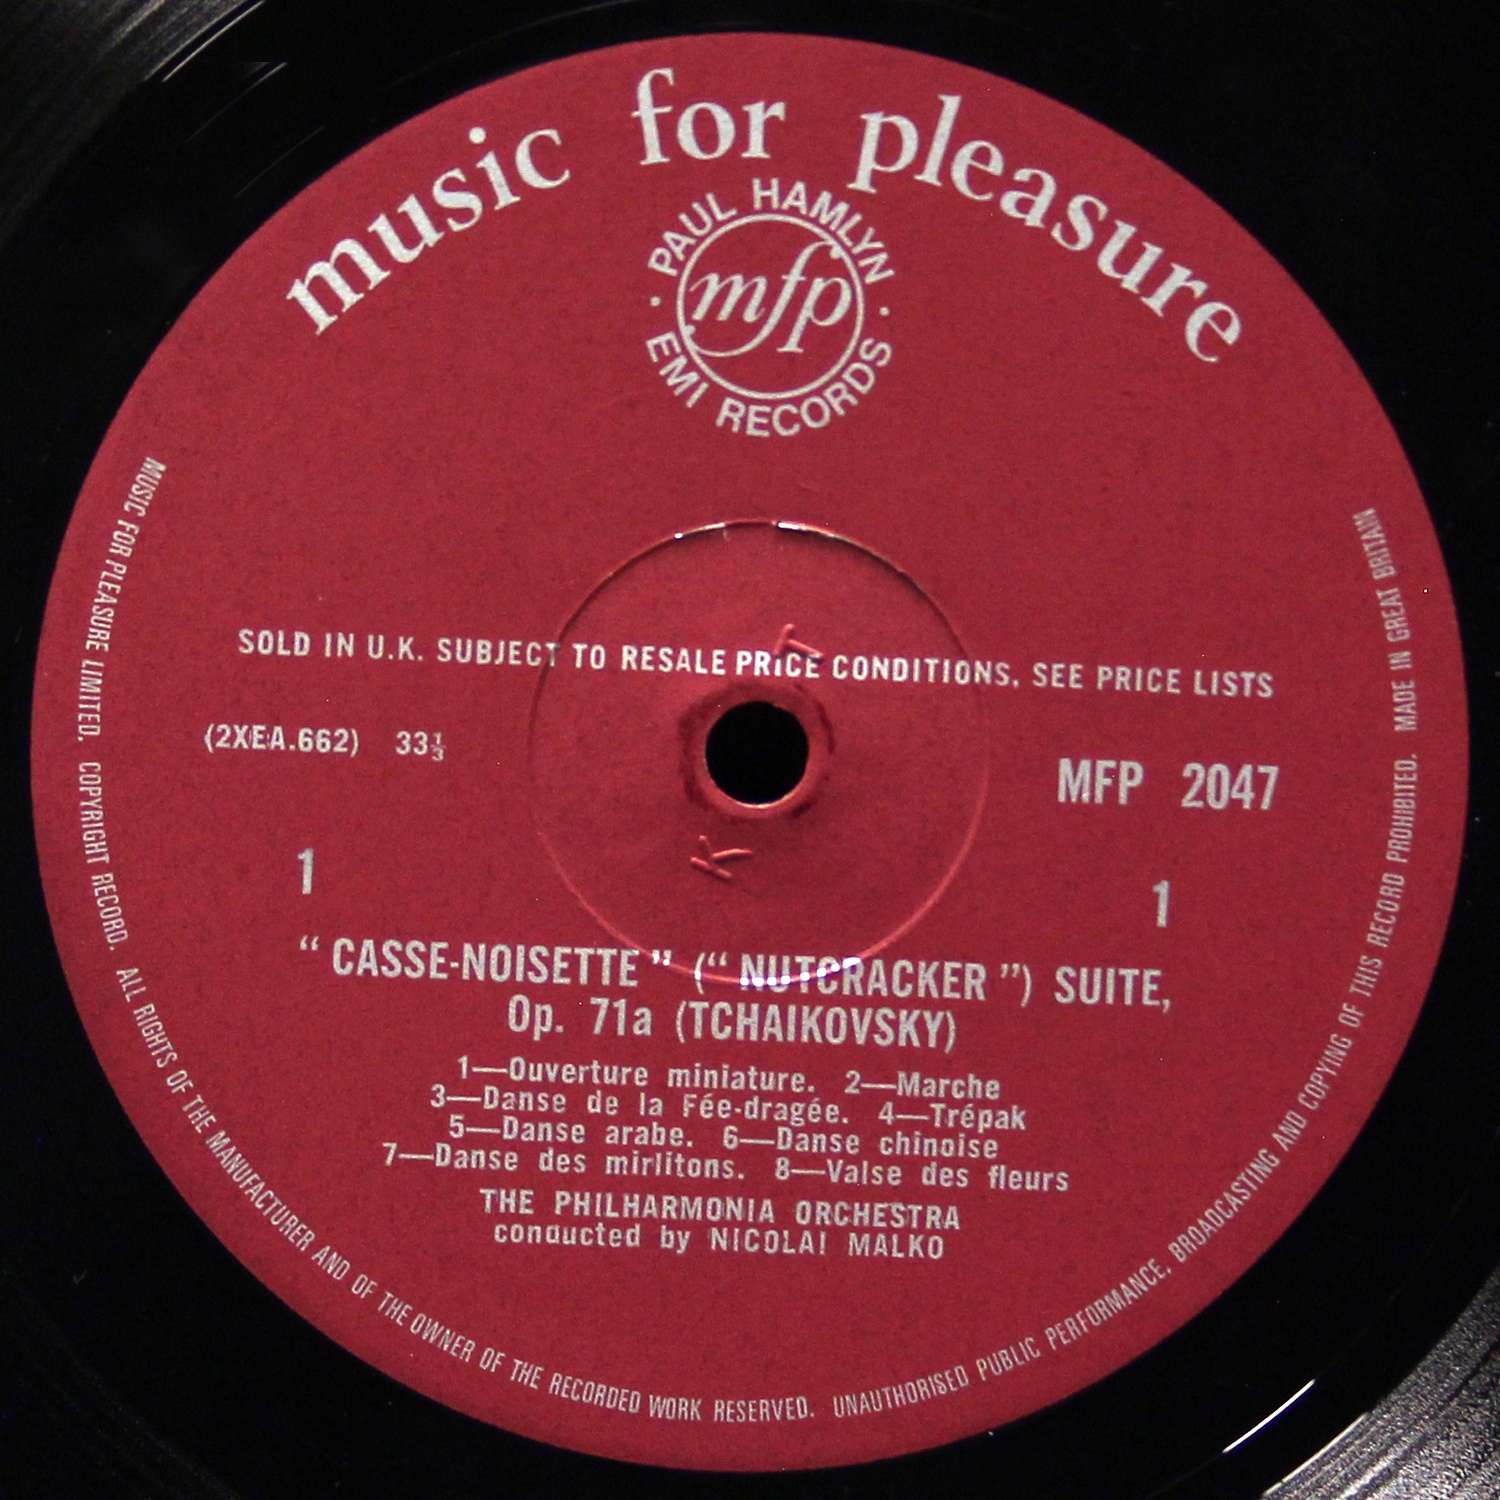 music for pleasure
PAUL HAMLYN
mfp
· EMI RECORDS ·
SOLD IN U.K. SUBJECT TO RESALE PRICE CONDITIONS, SEE PRICE LISTS
(2XEA.662) 33⅓
MFP 2047
1
1
“ CASSE-NOISETTE ” (“ NUTCRACKER ”) SUITE,
Op. 71a (TCHAIKOVSKY)
1—Ouverture miniature. 2—Marche
3—Danse de la Fée-dragée. 4—Trépak
5—Danse arabe. 6—Danse chinoise
7—Danse des mirlitons. 8—Valse des fleurs
THE PHILHARMONIA ORCHESTRA
conducted by NICOLAI MALKO
MUSIC FOR PLEASURE LIMITED. COPYRIGHT RECORD. ALL RIGHTS OF THE MANUFACTURER AND OF THE OWNER OF THE RECORDED WORK RESERVED. UNAUTHORISED PUBLIC PERFORMANCE, BROADCASTING AND COPYING OF THIS RECORD PROHIBITED. MADE IN GREAT BRITAIN
K T